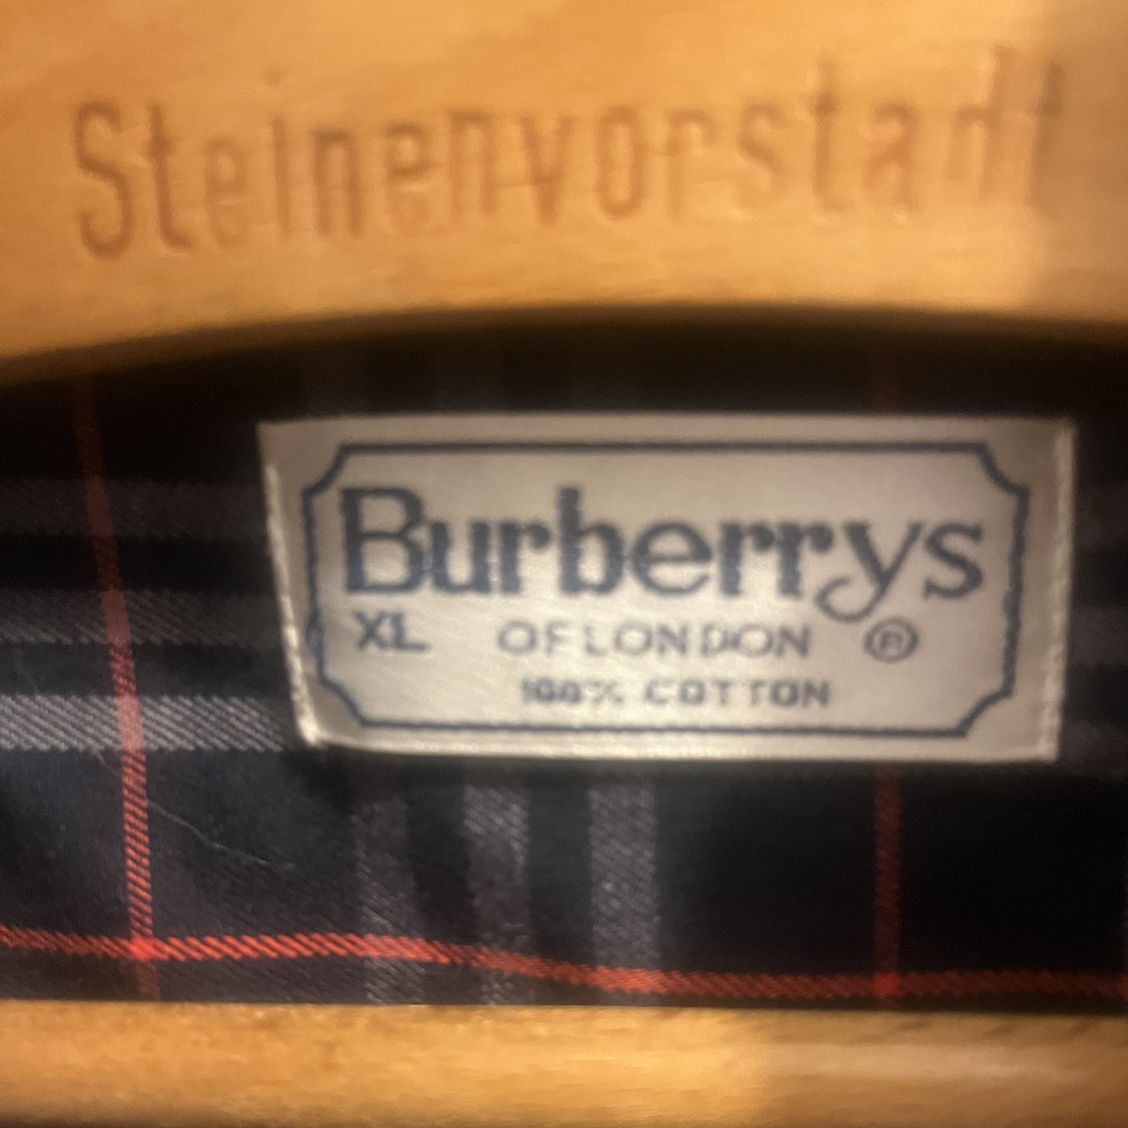 Steinenvorstadt
Burberrys
XL OF LONDON ®
100% COTTON